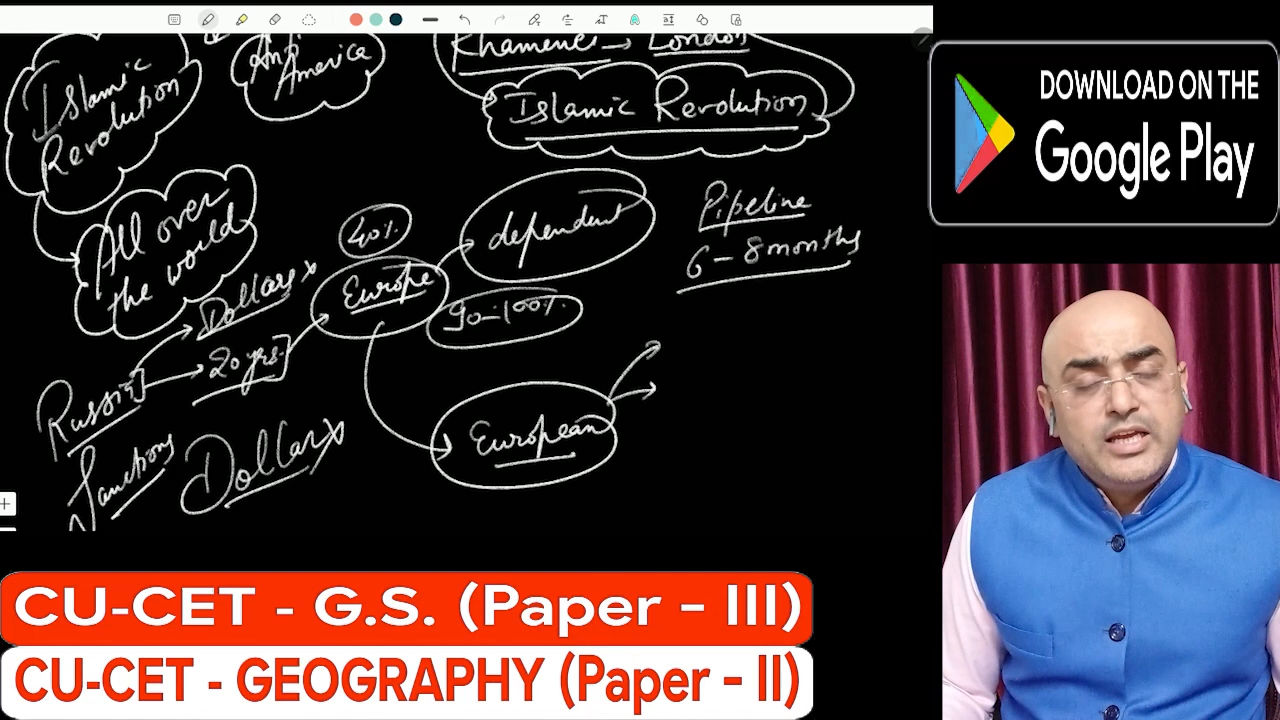 Khamenei → London
Anti
America
Islamic
Revolution
Islamic Revolution
All over
the world
40%
dependent
Pipeline
6 - 8 months
Dollars x
Europe
90-100%
Russia
20 yrs.
European
Sanctions
Dollar x
DOWNLOAD ON THE
Google Play
CU-CET - G.S. (Paper - III)
CU-CET - GEOGRAPHY (Paper - II)